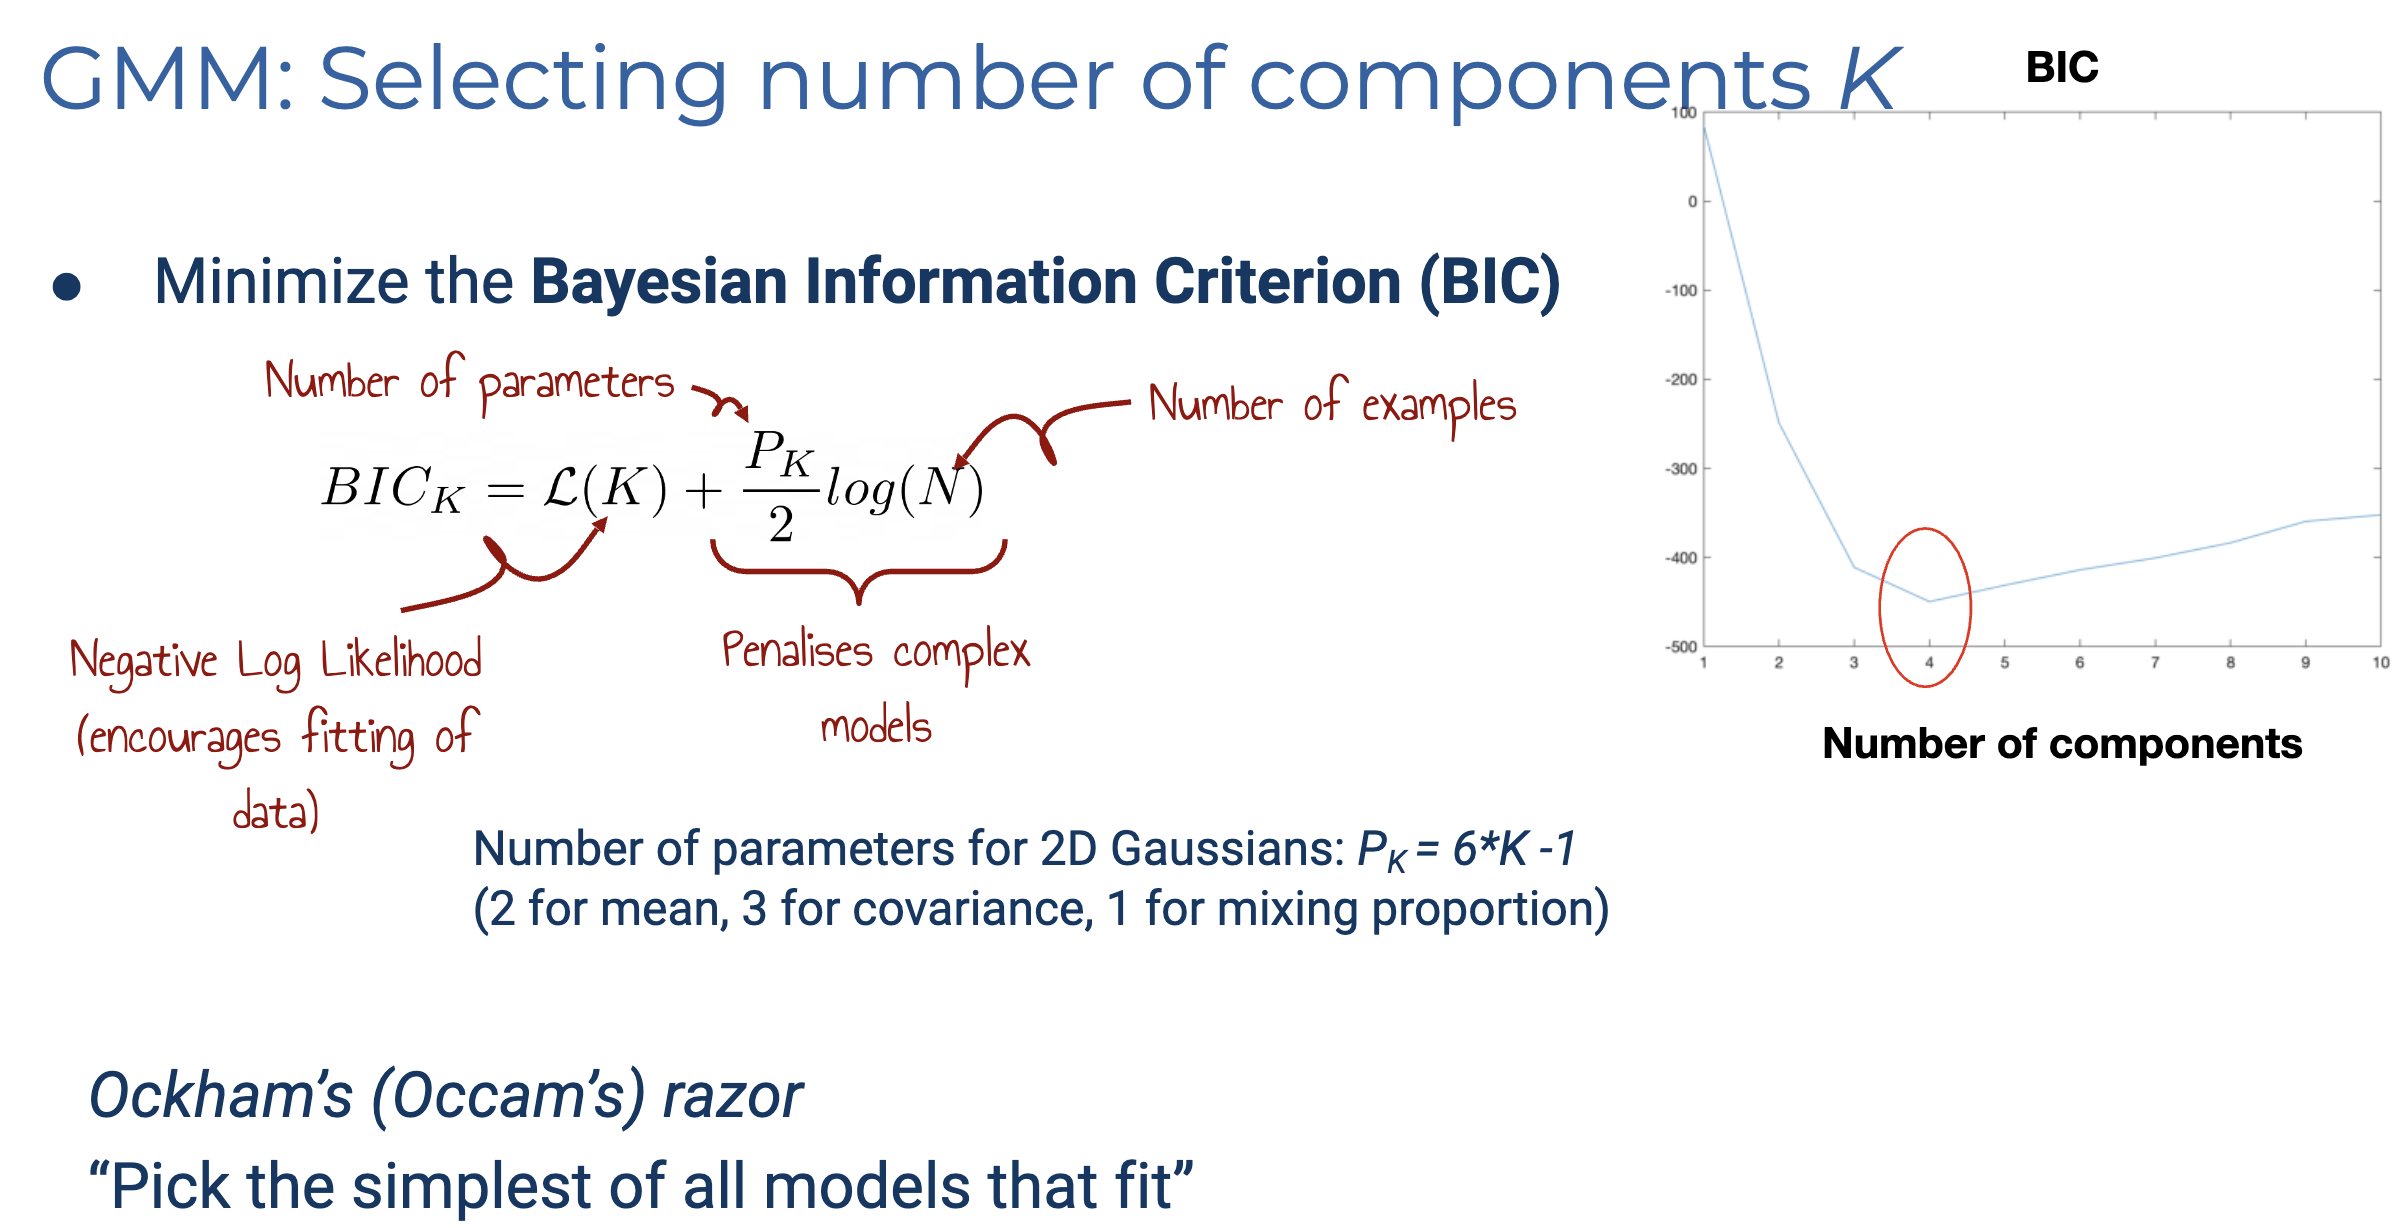 GMM: Selecting number of components K
● Minimize the Bayesian Information Criterion (BIC)
Number of parameters
Number of examples
BIC_K = ℒ(K) + P_K/2 log(N)
Negative Log Likelihood
(encourages fitting of
data)
Penalises complex
models
Number of parameters for 2D Gaussians: P_K = 6*K -1
(2 for mean, 3 for covariance, 1 for mixing proportion)
Ockham's (Occam's) razor
“Pick the simplest of all models that fit”
BIC
100
0
-100
-200
-300
-400
-500
1 2 3 4 5 6 7 8 9 10
Number of components